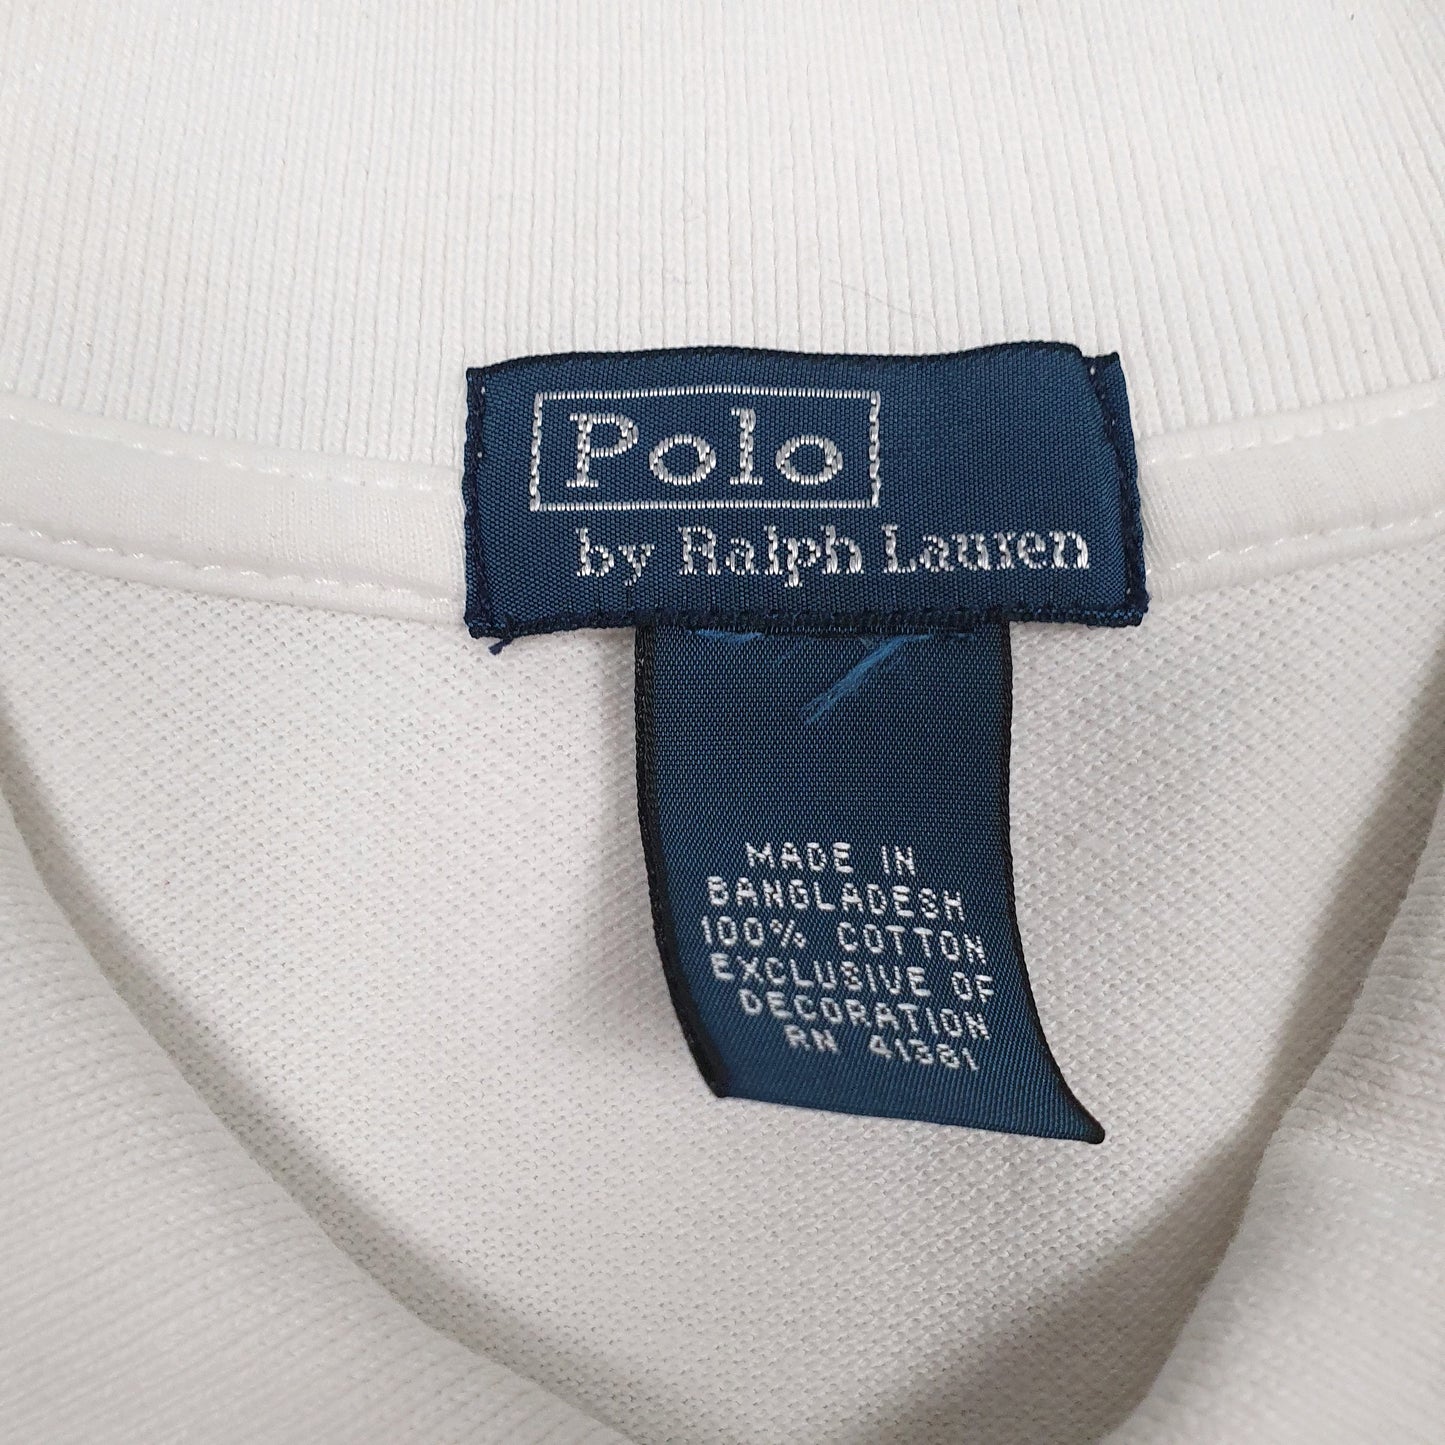 Polo
by Ralph Lauren
MADE IN
BANGLADESH
100% COTTON
EXCLUSIVE OF
DECORATION
RN 41381